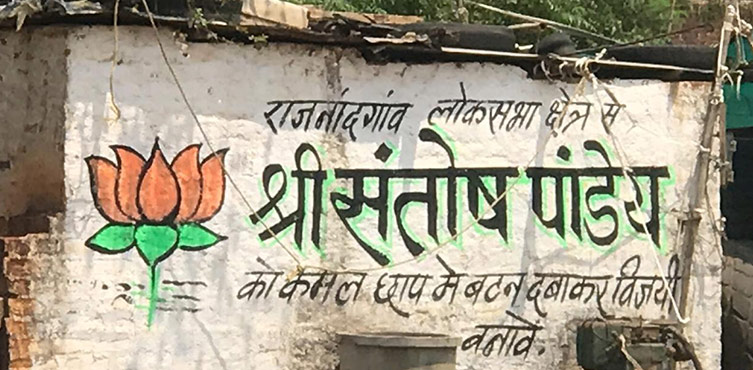 राजनांदगांव लोकसभा क्षेत्र से
श्री संतोष पांडेय
को कमल छाप मे बटन दबाकर विजयी
बनावे.